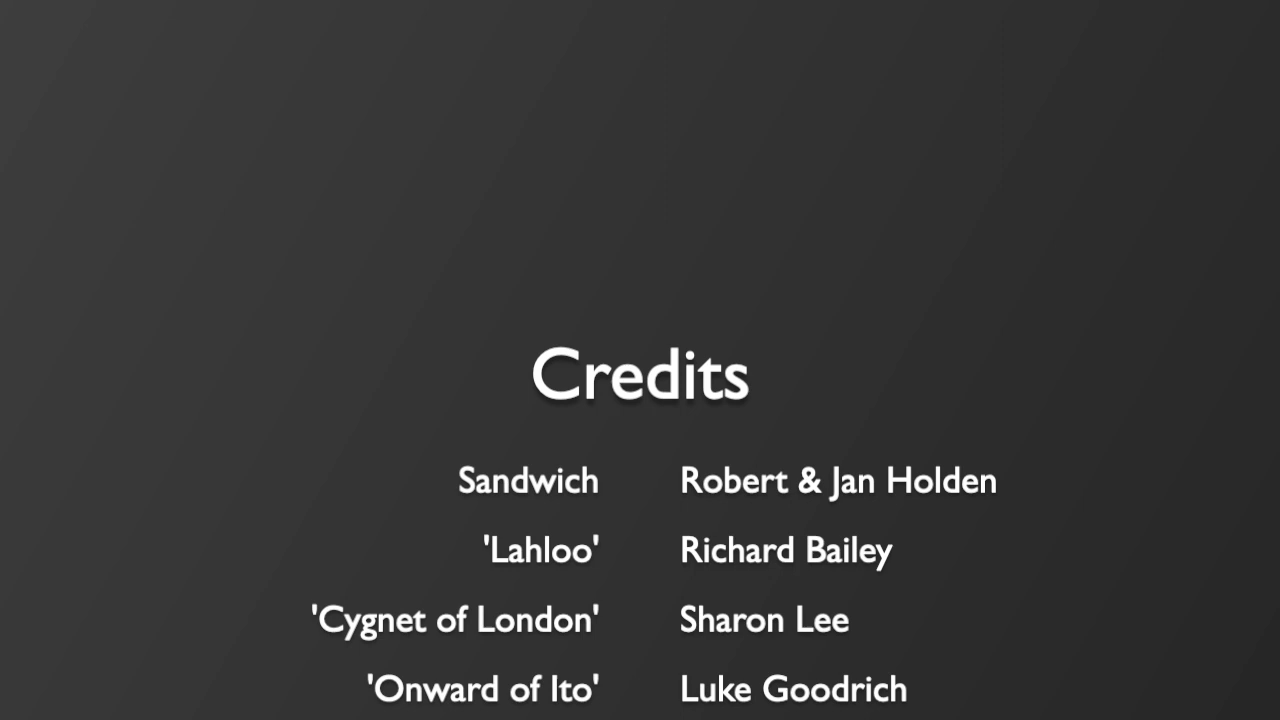 Credits
Sandwich Robert & Jan Holden
'Lahloo' Richard Bailey
'Cygnet of London' Sharon Lee
'Onward of Ito' Luke Goodrich